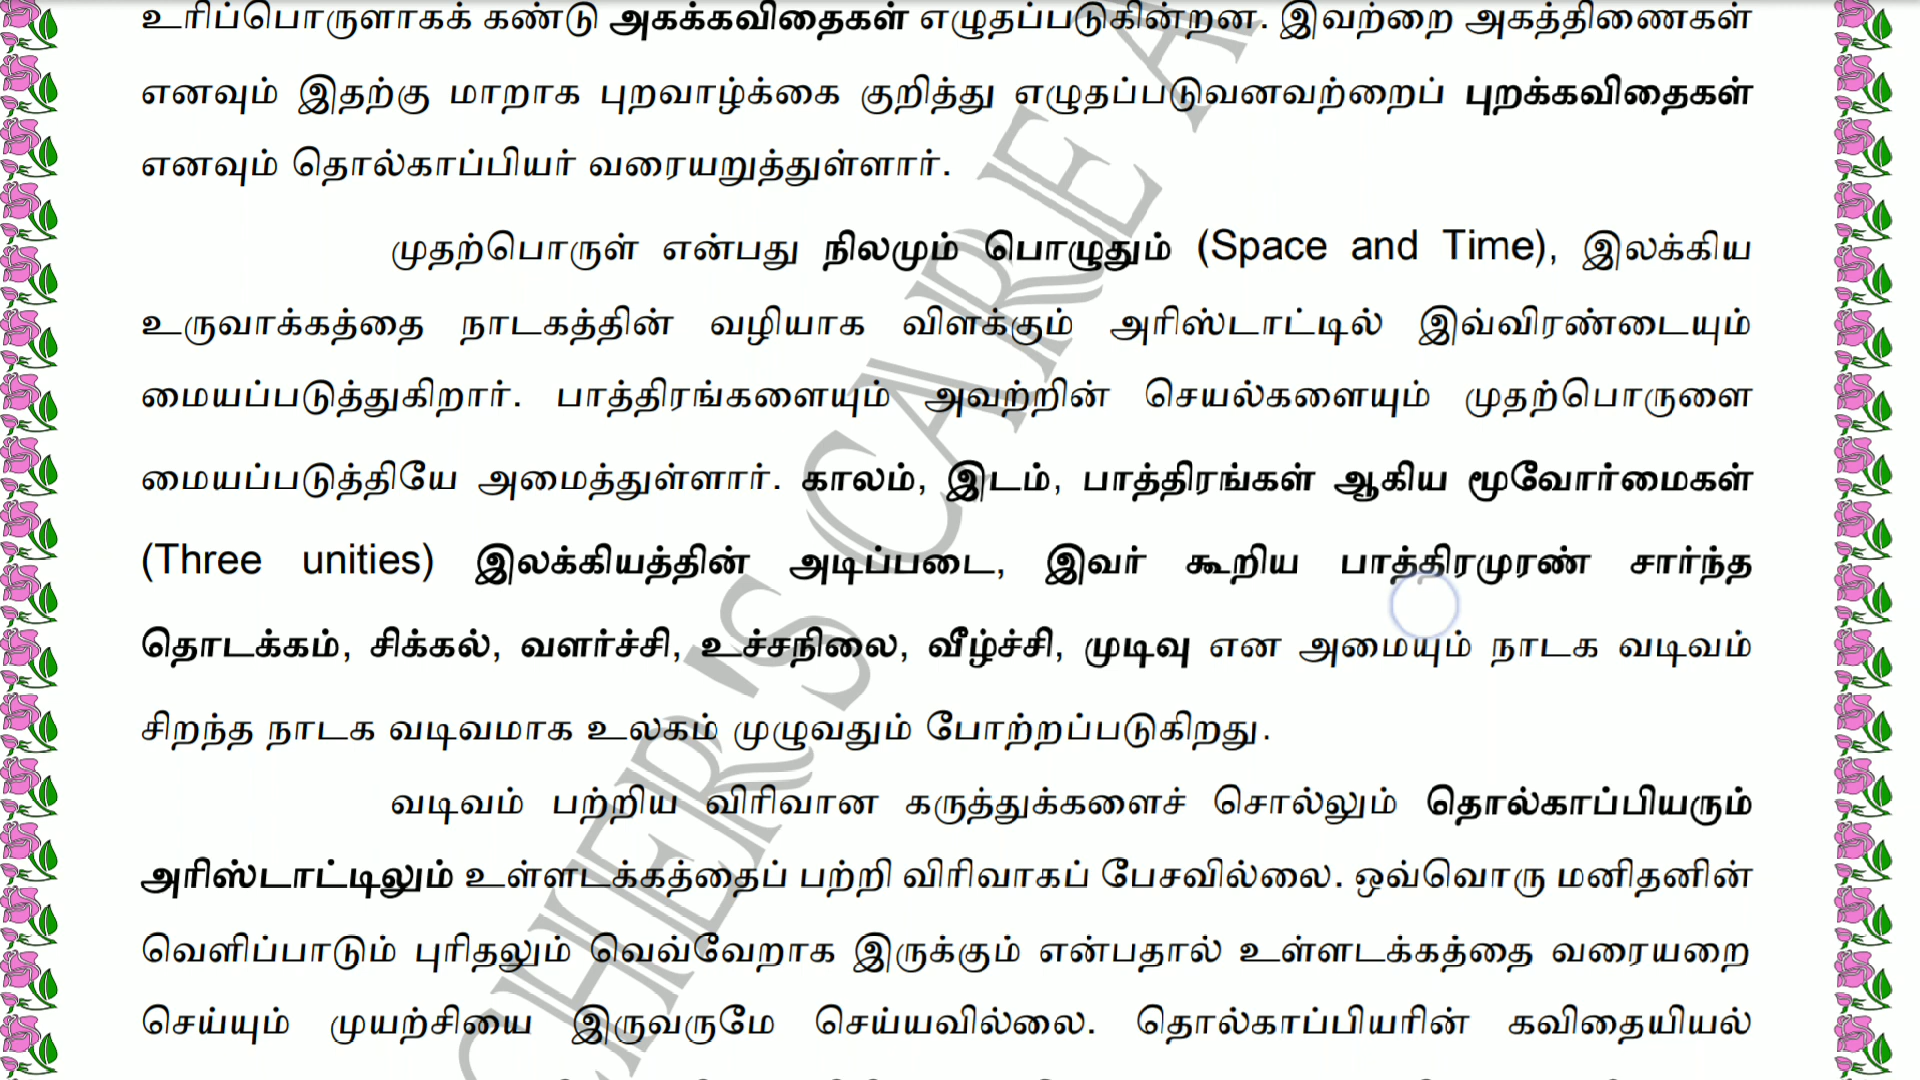 உரிப்பொருளாகக் கண்டு அகக்கவிதைகள் எழுதப்படுகின்றன. இவற்றை அகத்திணைகள்
எனவும் இதற்கு மாறாக புறவாழ்க்கை குறித்து எழுதப்படுவனவற்றைப் புறக்கவிதைகள்
எனவும் தொல்காப்பியர் வரையறுத்துள்ளார்.
முதற்பொருள் என்பது நிலமும் பொழுதும் (Space and Time), இலக்கிய
உருவாக்கத்தை நாடகத்தின் வழியாக விளக்கும் அரிஸ்டாட்டில் இவ்விரண்டையும்
மையப்படுத்துகிறார். பாத்திரங்களையும் அவற்றின் செயல்களையும் முதற்பொருளை
மையப்படுத்தியே அமைத்துள்ளார். காலம், இடம், பாத்திரங்கள் ஆகிய மூவோர்மைகள்
(Three unities) இலக்கியத்தின் அடிப்படை, இவர் கூறிய பாத்திரமுரண் சார்ந்த
தொடக்கம், சிக்கல், வளர்ச்சி, உச்சநிலை, வீழ்ச்சி, முடிவு என அமையும் நாடக வடிவம்
சிறந்த நாடக வடிவமாக உலகம் முழுவதும் போற்றப்படுகிறது.
வடிவம் பற்றிய விரிவான கருத்துக்களைச் சொல்லும் தொல்காப்பியரும்
அரிஸ்டாட்டிலும் உள்ளடக்கத்தைப் பற்றி விரிவாகப் பேசவில்லை. ஒவ்வொரு மனிதனின்
வெளிப்பாடும் புரிதலும் வெவ்வேறாக இருக்கும் என்பதால் உள்ளடக்கத்தை வரையறை
செய்யும் முயற்சியை இருவருமே செய்யவில்லை. தொல்காப்பியரின் கவிதையியல்
CHER'S CARE A